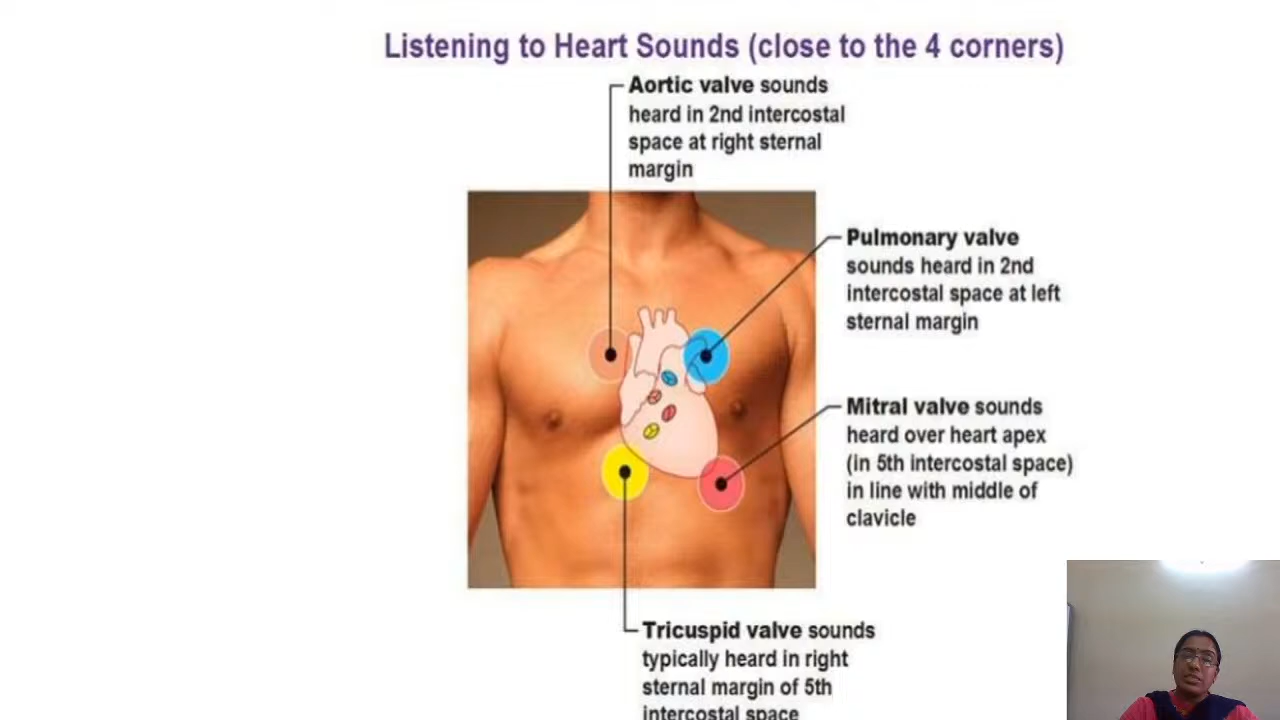 Listening to Heart Sounds (close to the 4 corners)
Aortic valve sounds
heard in 2nd intercostal
space at right sternal
margin
Pulmonary valve
sounds heard in 2nd
intercostal space at left
sternal margin
Mitral valve sounds
heard over heart apex
(in 5th intercostal space)
in line with middle of
clavicle
Tricuspid valve sounds
typically heard in right
sternal margin of 5th
intercostal space